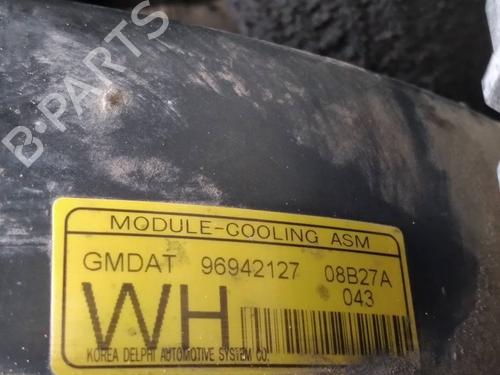 B-PARTS
MODULE-COOLING ASM
GMDAT 96942127 08B27A
WH 043
KOREA DELPHI AUTOMOTIVE SYSTEM CO.